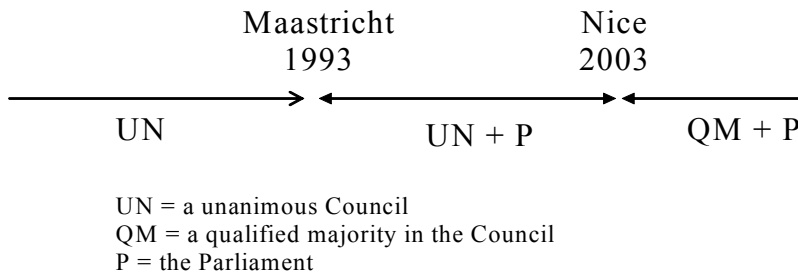 Maastricht Nice
1993 2003
UN UN + P QM + P
UN = a unanimous Council
QM = a qualified majority in the Council
P = the Parliament